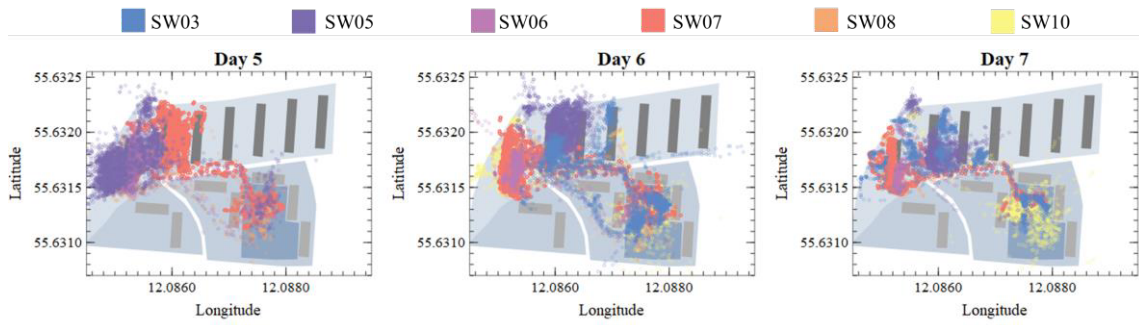 SW03 SW05 SW06 SW07 SW08 SW10
Day 5 Day 6 Day 7
55.6325 55.6325 55.6325
55.6320 55.6320 55.6320
Latitude Latitude Latitude
55.6315 55.6315 55.6315
55.6310 55.6310 55.6310
12.0860 12.0880 12.0860 12.0880 12.0860 12.0880
Longitude Longitude Longitude